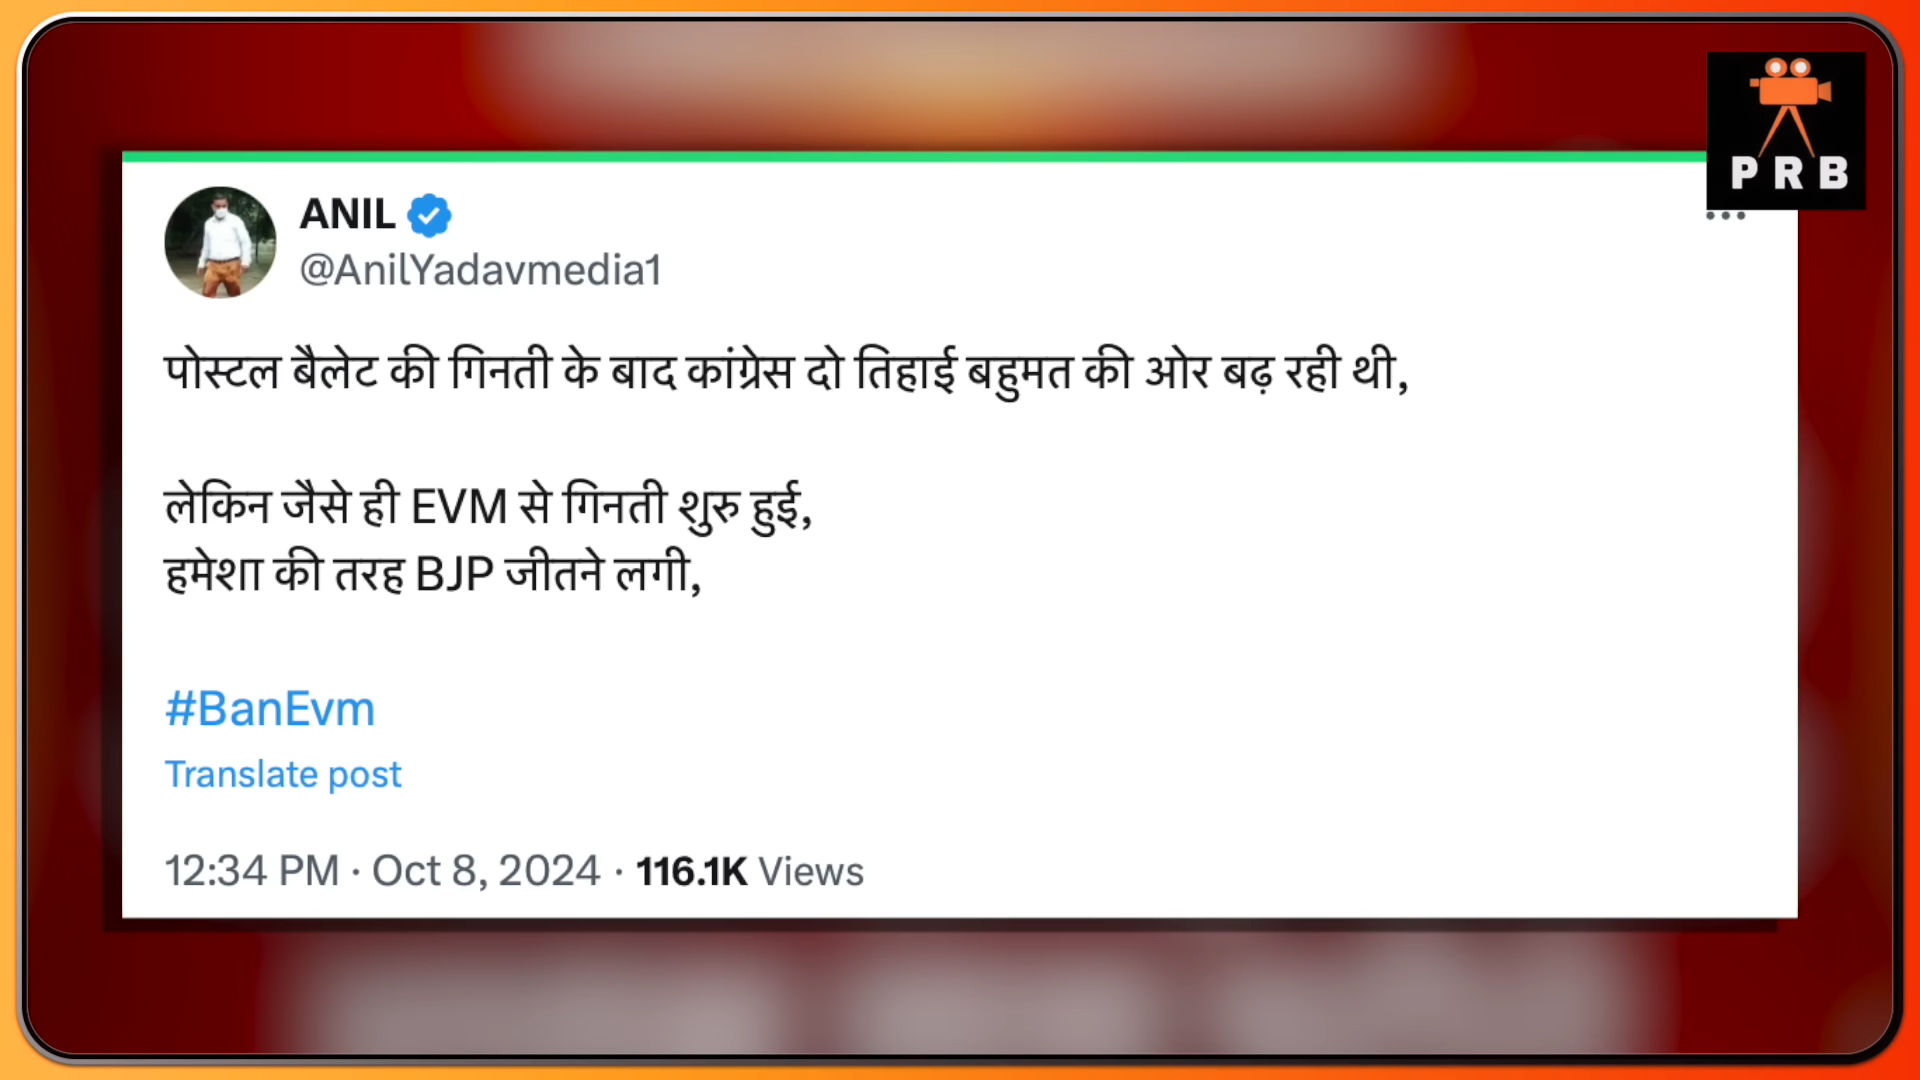 PRB
ANIL
@AnilYadavmedia1
पोस्टल बैलेट की गिनती के बाद कांग्रेस दो तिहाई बहुमत की ओर बढ़ रही थी,
लेकिन जैसे ही EVM से गिनती शुरु हुई,
हमेशा की तरह BJP जीतने लगी,
#BanEvm
Translate post
12:34 PM · Oct 8, 2024 · 116.1K Views